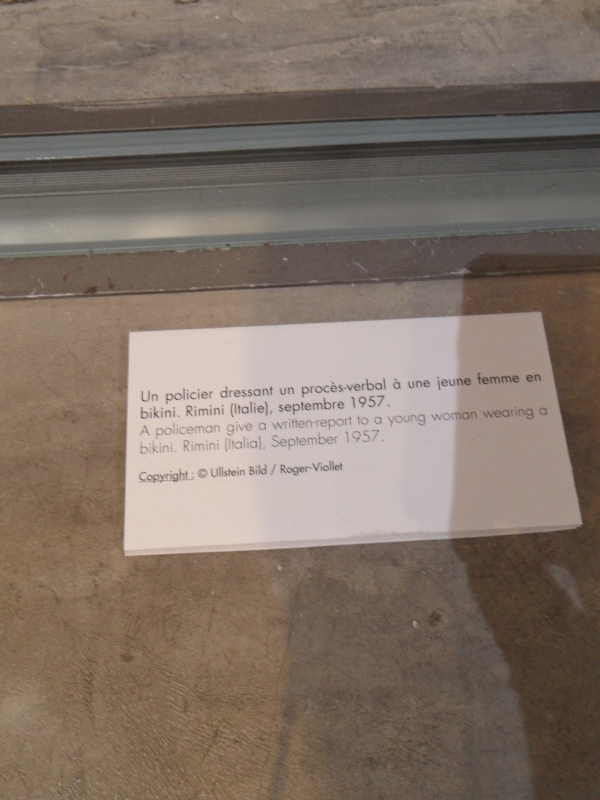 Un policier dressant un procès-verbal à une jeune femme en
bikini. Rimini (Italie), septembre 1957.
A policeman give a written-report to a young woman wearing a
bikini. Rimini (Italia), September 1957.
Copyright : © Ullstein Bild / Roger-Viollet